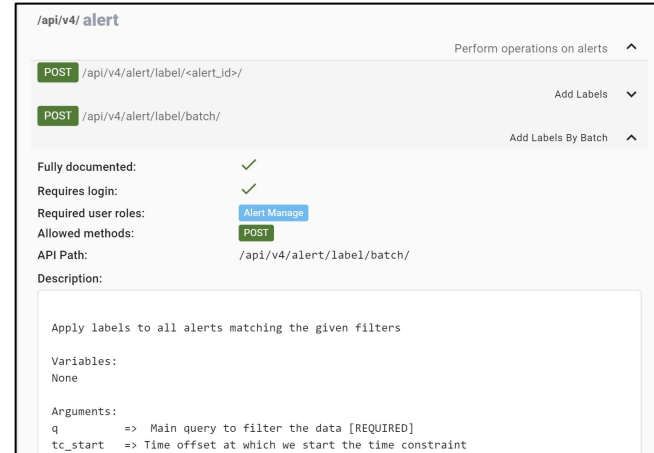 /api/v4/ alert
Perform operations on alerts
POST /api/v4/alert/label/<alert_id>/
Add Labels
POST /api/v4/alert/label/batch/
Add Labels By Batch
Fully documented:
Requires login:
Required user roles: Alert Manage
Allowed methods: POST
API Path: /api/v4/alert/label/batch/
Description:
Apply labels to all alerts matching the given filters
Variables:
None
Arguments:
q => Main query to filter the data [REQUIRED]
tc_start => Time offset at which we start the time constraint